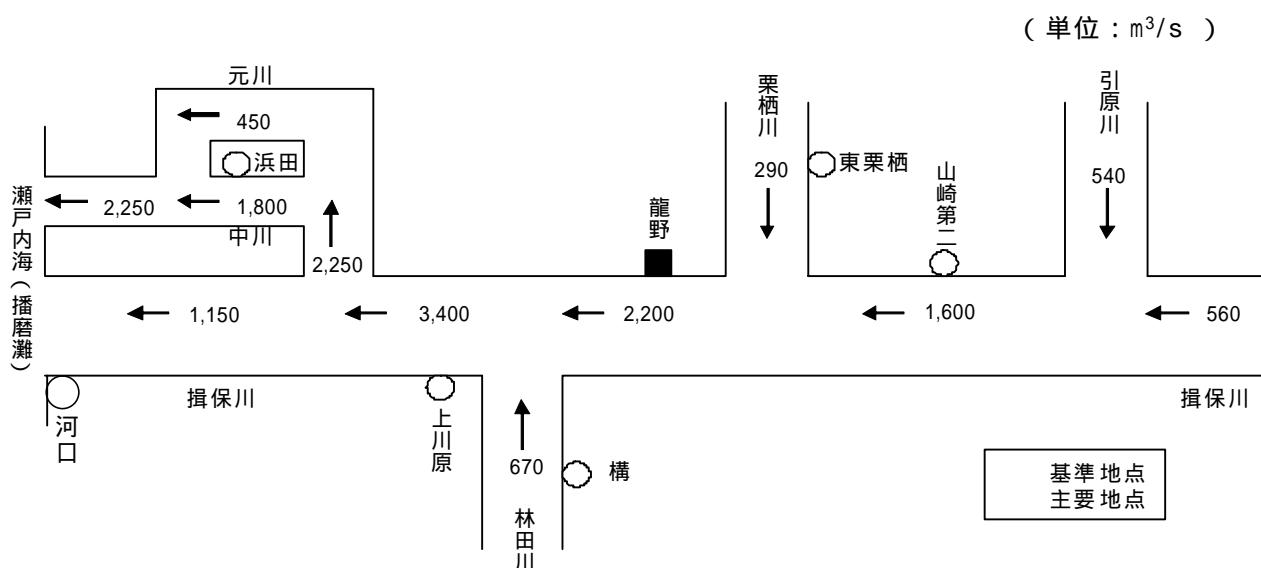 (単位:m³/s)
元川
450
浜田
2,250
1,800
中川
2,250
瀬戸内海(播磨灘)
1,150
3,400
龍野
2,200
栗栖川
290
東栗栖
山崎第二
1,600
引原川
540
560
揖保川
揖保川
河口
上川原
670
構
林田川
基準地点
主要地点